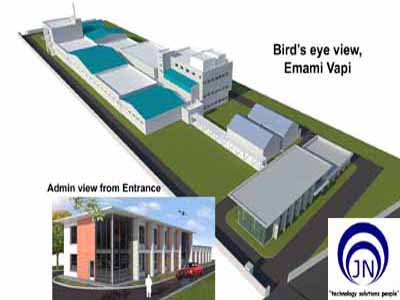 Bird's eye view,
Emami Vapi
Admin view from Entrance
JN
"technology solutions people"